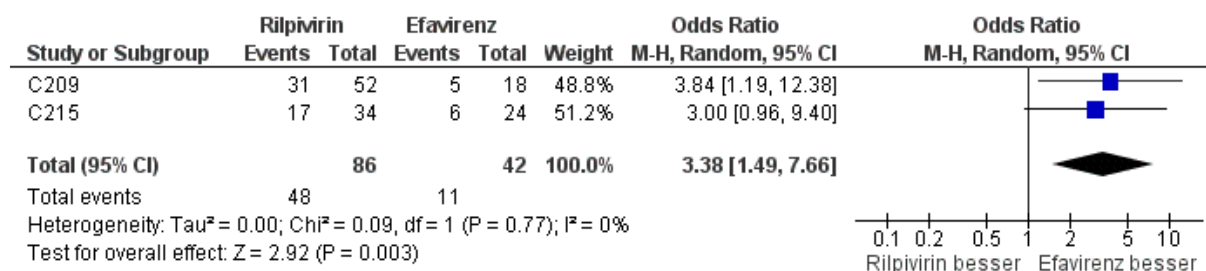 Rilpivirin Efavirenz Odds Ratio Odds Ratio
Study or Subgroup Events Total Events Total Weight M-H, Random, 95% CI M-H, Random, 95% CI
C209 31 52 5 18 48.8% 3.84 [1.19, 12.38]
C215 17 34 6 24 51.2% 3.00 [0.96, 9.40]
Total (95% CI) 86 42 100.0% 3.38 [1.49, 7.66]
Total events 48 11
Heterogeneity: Tau² = 0.00; Chi² = 0.09, df = 1 (P = 0.77); I² = 0%
Test for overall effect: Z = 2.92 (P = 0.003)
0.1 0.2 0.5 1 2 5 10
Rilpivirin besser Efavirenz besser